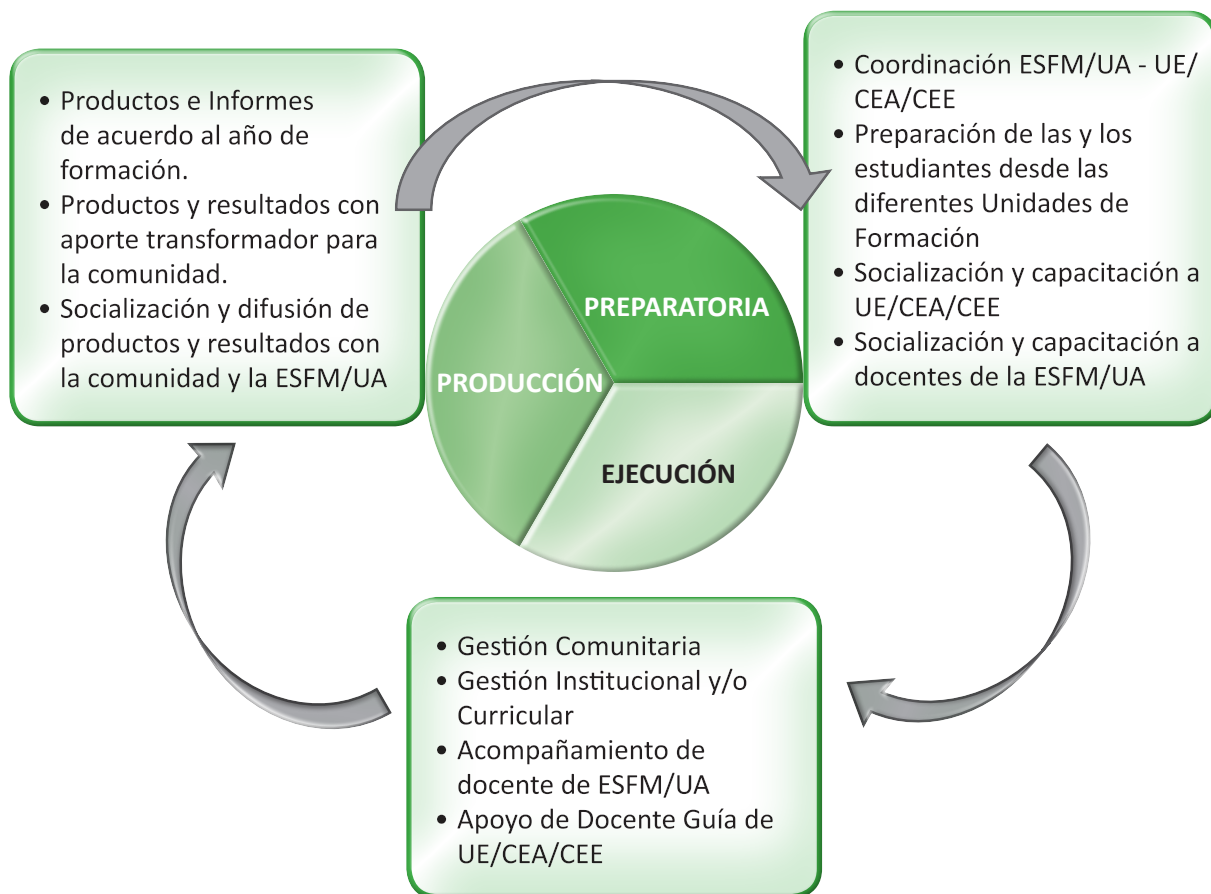 • Productos e Informes
de acuerdo al año de
formación.
• Productos y resultados con
aporte transformador para
la comunidad.
• Socialización y difusión de
productos y resultados con
la comunidad y la ESFM/UA
• Coordinación ESFM/UA - UE/
CEA/CEE
• Preparación de las y los
estudiantes desde las
diferentes Unidades de
Formación
• Socialización y capacitación a
UE/CEA/CEE
• Socialización y capacitación a
docentes de la ESFM/UA
PREPARATORIA
PRODUCCIÓN
EJECUCIÓN
• Gestión Comunitaria
• Gestión Institucional y/o
Curricular
• Acompañamiento de
docente de ESFM/UA
• Apoyo de Docente Guía de
UE/CEA/CEE